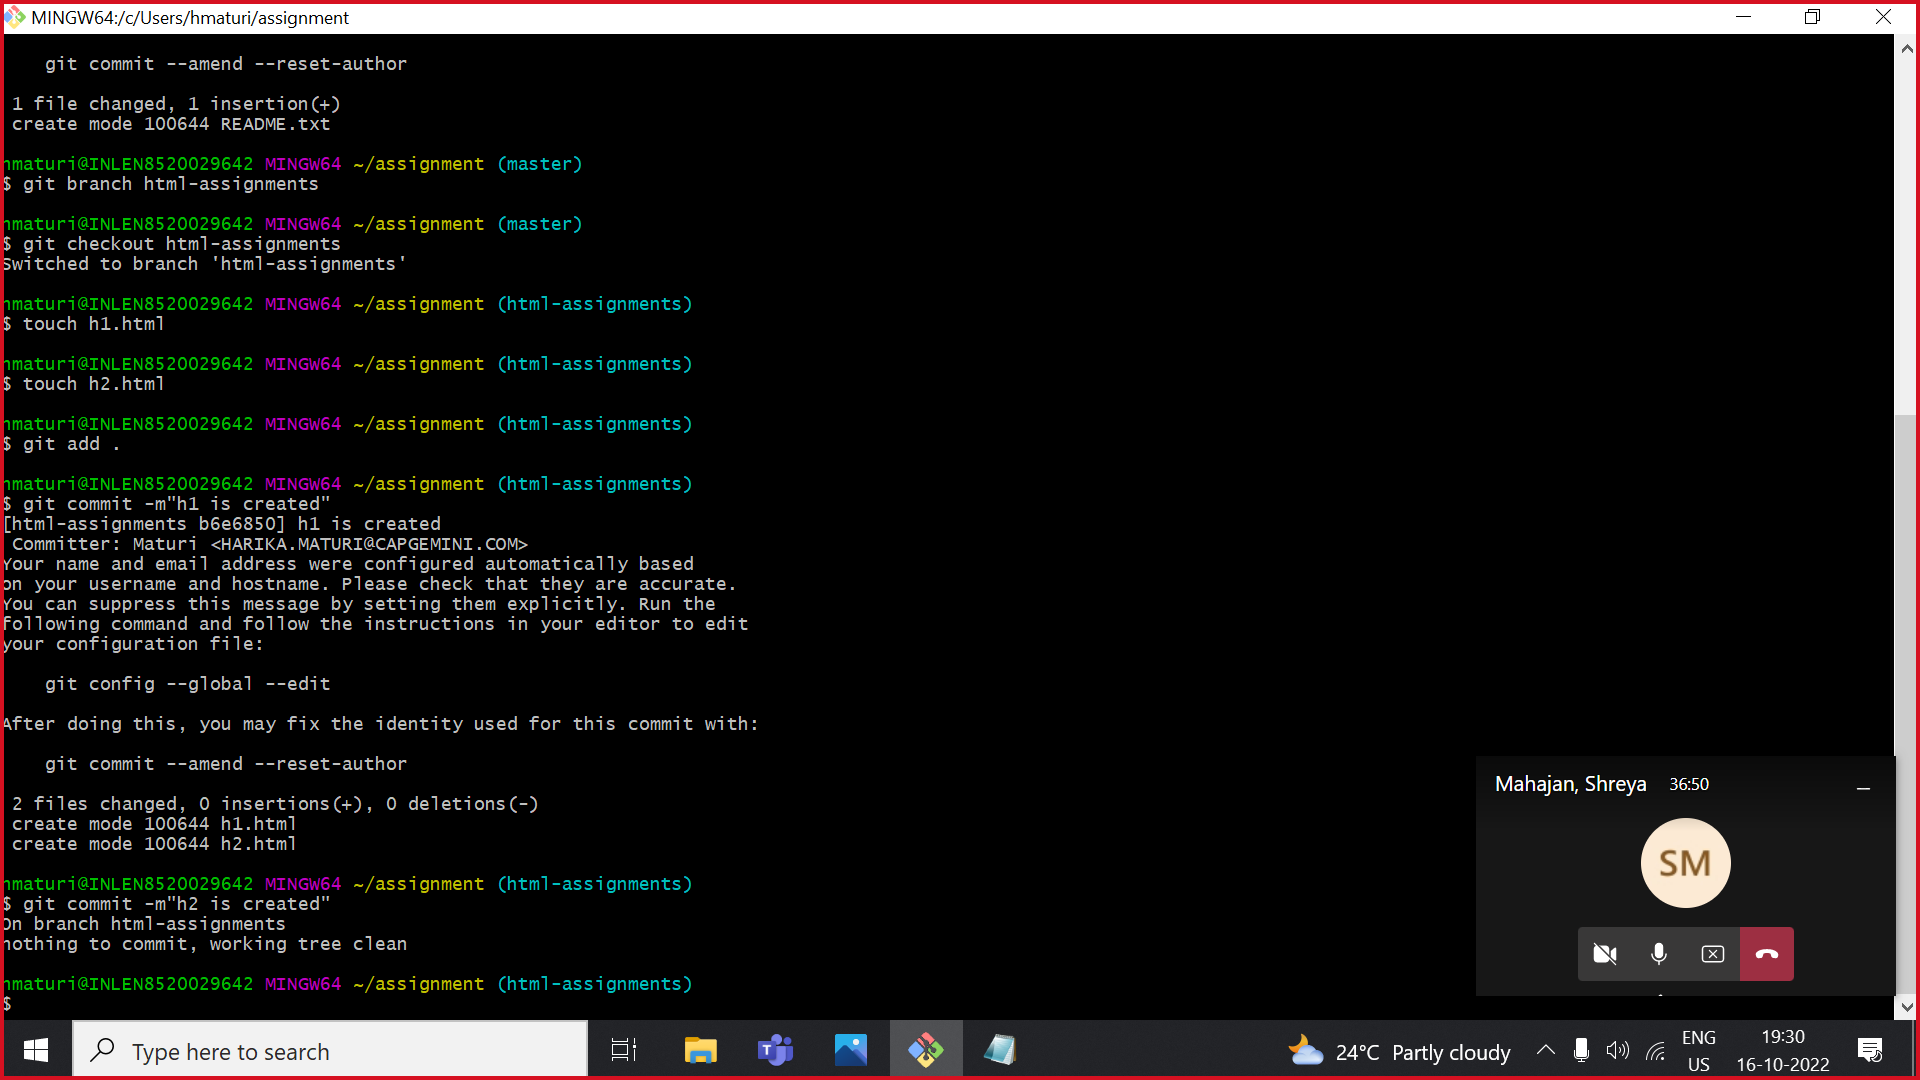 MINGW64:/c/Users/hmaturi/assignment
git commit --amend --reset-author
1 file changed, 1 insertion(+)
create mode 100644 README.txt
hmaturi@INLEN8520029642 MINGW64 ~/assignment (master)
$ git branch html-assignments
hmaturi@INLEN8520029642 MINGW64 ~/assignment (master)
$ git checkout html-assignments
Switched to branch 'html-assignments'
hmaturi@INLEN8520029642 MINGW64 ~/assignment (html-assignments)
$ touch h1.html
hmaturi@INLEN8520029642 MINGW64 ~/assignment (html-assignments)
$ touch h2.html
hmaturi@INLEN8520029642 MINGW64 ~/assignment (html-assignments)
$ git add .
hmaturi@INLEN8520029642 MINGW64 ~/assignment (html-assignments)
$ git commit -m"h1 is created"
[html-assignments b6e6850] h1 is created
Committer: Maturi <HARIKA.MATURI@CAPGEMINI.COM>
Your name and email address were configured automatically based
on your username and hostname. Please check that they are accurate.
You can suppress this message by setting them explicitly. Run the
following command and follow the instructions in your editor to edit
your configuration file:
git config --global --edit
After doing this, you may fix the identity used for this commit with:
git commit --amend --reset-author
2 files changed, 0 insertions(+), 0 deletions(-)
create mode 100644 h1.html
create mode 100644 h2.html
hmaturi@INLEN8520029642 MINGW64 ~/assignment (html-assignments)
$ git commit -m"h2 is created"
On branch html-assignments
nothing to commit, working tree clean
hmaturi@INLEN8520029642 MINGW64 ~/assignment (html-assignments)
$
Mahajan, Shreya 36:50
SM
Type here to search
24°C Partly cloudy
ENG
US
19:30
16-10-2022